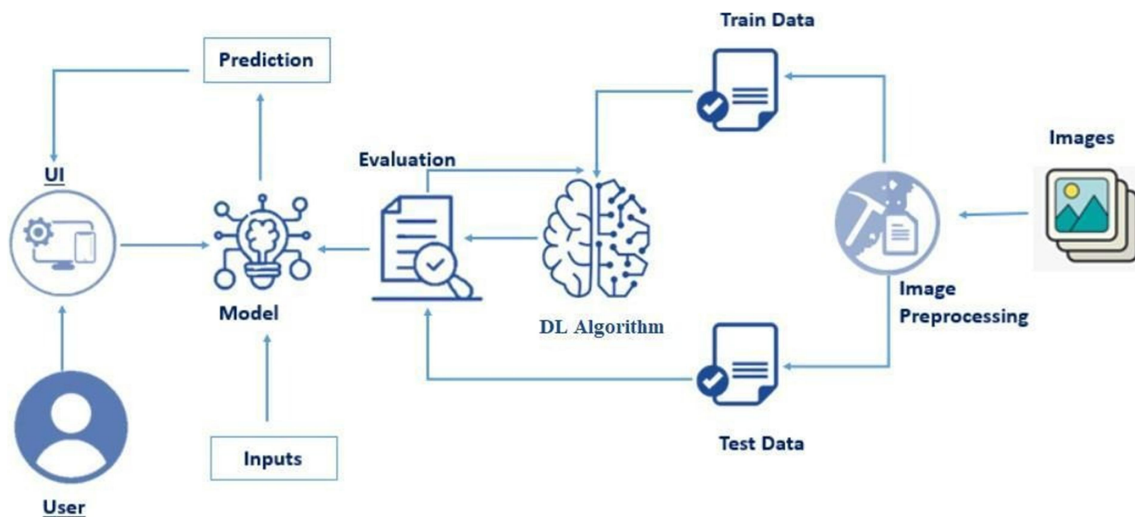 Train Data
Prediction
Images
Evaluation
UI
Image
Preprocessing
Model
DL Algorithm
Test Data
Inputs
User